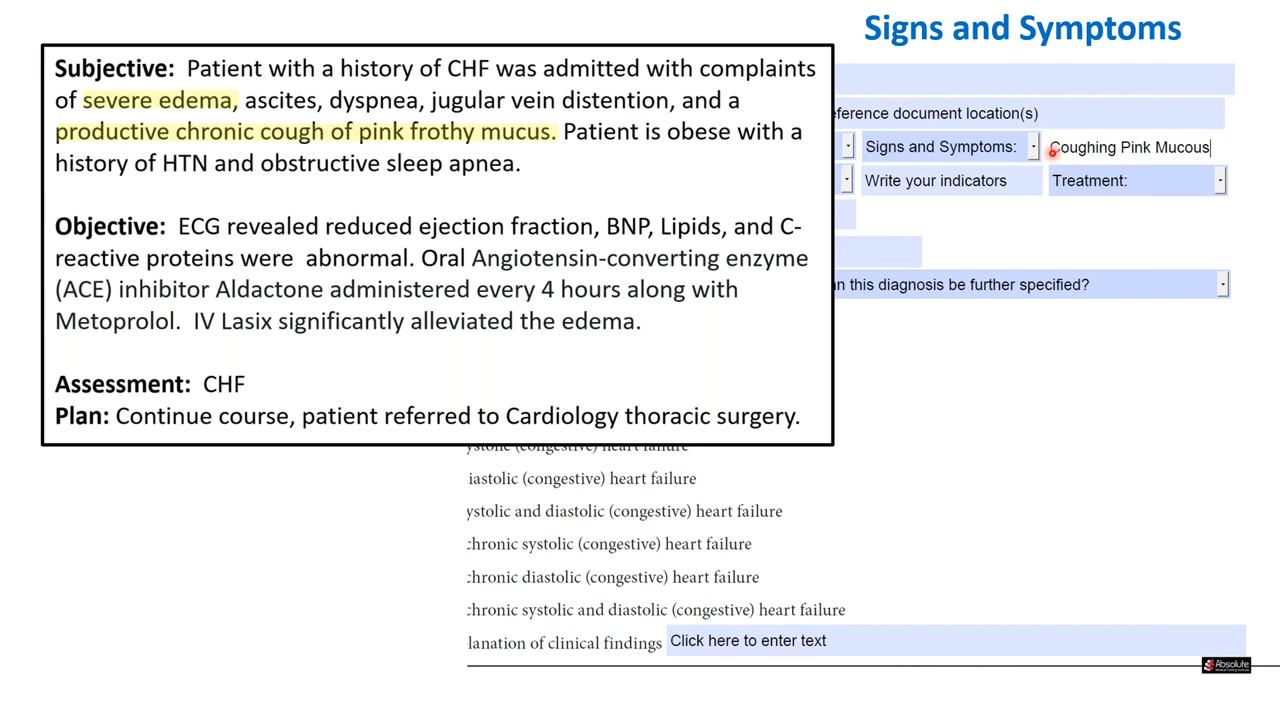 Signs and Symptoms
Subjective: Patient with a history of CHF was admitted with complaints
of severe edema, ascites, dyspnea, jugular vein distention, and a
productive chronic cough of pink frothy mucus. Patient is obese with a
history of HTN and obstructive sleep apnea.
Objective: ECG revealed reduced ejection fraction, BNP, Lipids, and C-
reactive proteins were abnormal. Oral Angiotensin-converting enzyme
(ACE) inhibitor Aldactone administered every 4 hours along with
Metoprolol. IV Lasix significantly alleviated the edema.
Assessment: CHF
Plan: Continue course, patient referred to Cardiology thoracic surgery.
eference document location(s)
Signs and Symptoms: Coughing Pink Mucous
Write your indicators Treatment:
n this diagnosis be further specified?
ystolic (congestive) heart failure
iastolic (congestive) heart failure
ystolic and diastolic (congestive) heart failure
chronic systolic (congestive) heart failure
chronic diastolic (congestive) heart failure
chronic systolic and diastolic (congestive) heart failure
lanation of clinical findings Click here to enter text
Absolute